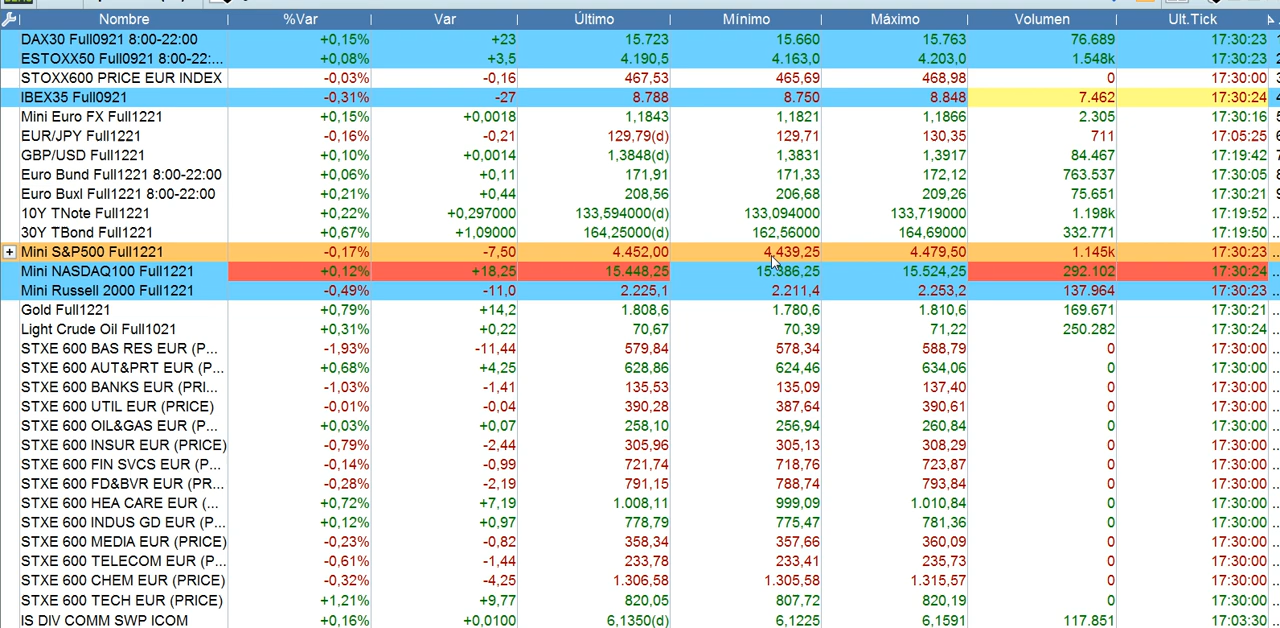 Nombre %Var Var Último Mínimo Máximo Volumen Ult.Tick
DAX30 Full0921 8:00-22:00 +0,15% +23 15.723 15.660 15.763 76.689 17:30:23
ESTOXX50 Full0921 8:00-22:... +0,08% +3,5 4.190,5 4.163,0 4.203,0 1.548k 17:30:23
STOXX600 PRICE EUR INDEX -0,03% -0,16 467,53 465,69 468,98 0 17:30:00
IBEX35 Full0921 -0,31% -27 8.788 8.750 8.848 7.462 17:30:24
Mini Euro FX Full1221 +0,15% +0,0018 1,1843 1,1821 1,1866 2.305 17:30:16
EUR/JPY Full1221 -0,16% -0,21 129,79(d) 129,71 130,35 711 17:05:25
GBP/USD Full1221 +0,10% +0,0014 1,3848(d) 1,3831 1,3917 84.467 17:19:42
Euro Bund Full1221 8:00-22:00 +0,06% +0,11 171,91 171,33 172,12 763.537 17:30:05
Euro Buxl Full1221 8:00-22:00 +0,21% +0,44 208,56 206,68 209,26 75.651 17:30:21
10Y TNote Full1221 +0,22% +0,297000 133,594000(d) 133,094000 133,719000 1.198k 17:19:52
30Y TBond Full1221 +0,67% +1,09000 164,25000(d) 162,56000 164,69000 332.771 17:19:50
Mini S&P500 Full1221 -0,17% -7,50 4.452,00 4.439,25 4.479,50 1.145k 17:30:23
Mini NASDAQ100 Full1221 +0,12% +18,25 15.448,25 15.386,25 15.524,25 292.102 17:30:24
Mini Russell 2000 Full1221 -0,49% -11,0 2.225,1 2.211,4 2.253,2 137.964 17:30:23
Gold Full1221 +0,79% +14,2 1.808,6 1.780,6 1.810,6 169.671 17:30:21
Light Crude Oil Full1021 +0,31% +0,22 70,67 70,39 71,22 250.282 17:30:24
STXE 600 BAS RES EUR (P... -1,93% -11,44 579,84 578,34 588,79 0 17:30:00
STXE 600 AUT&PRT EUR (P... +0,68% +4,25 628,86 624,46 634,06 0 17:30:00
STXE 600 BANKS EUR (PRI... -1,03% -1,41 135,53 135,09 137,40 0 17:30:00
STXE 600 UTIL EUR (PRICE) -0,01% -0,04 390,28 387,64 390,61 0 17:30:00
STXE 600 OIL&GAS EUR (P... +0,03% +0,07 258,10 256,94 260,84 0 17:30:00
STXE 600 INSUR EUR (PRICE) -0,79% -2,44 305,96 305,13 308,29 0 17:30:00
STXE 600 FIN SVCS EUR (P... -0,14% -0,99 721,74 718,76 723,87 0 17:30:00
STXE 600 FD&BVR EUR (PR... -0,28% -2,19 791,15 788,74 793,84 0 17:30:00
STXE 600 HEA CARE EUR (... +0,72% +7,19 1.008,11 999,09 1.010,84 0 17:30:00
STXE 600 INDUS GD EUR (P... +0,12% +0,97 778,79 775,47 781,36 0 17:30:00
STXE 600 MEDIA EUR (PRICE) -0,23% -0,82 358,34 357,66 360,09 0 17:30:00
STXE 600 TELECOM EUR (P... -0,61% -1,44 233,78 233,41 235,73 0 17:30:00
STXE 600 CHEM EUR (PRICE) -0,32% -4,25 1.306,58 1.305,58 1.315,57 0 17:30:00
STXE 600 TECH EUR (PRICE) +1,21% +9,77 820,05 807,72 820,19 0 17:30:00
IS DIV COMM SWP ICOM +0,16% +0,0100 6,1350(d) 6,1225 6,1591 117.851 17:03:30